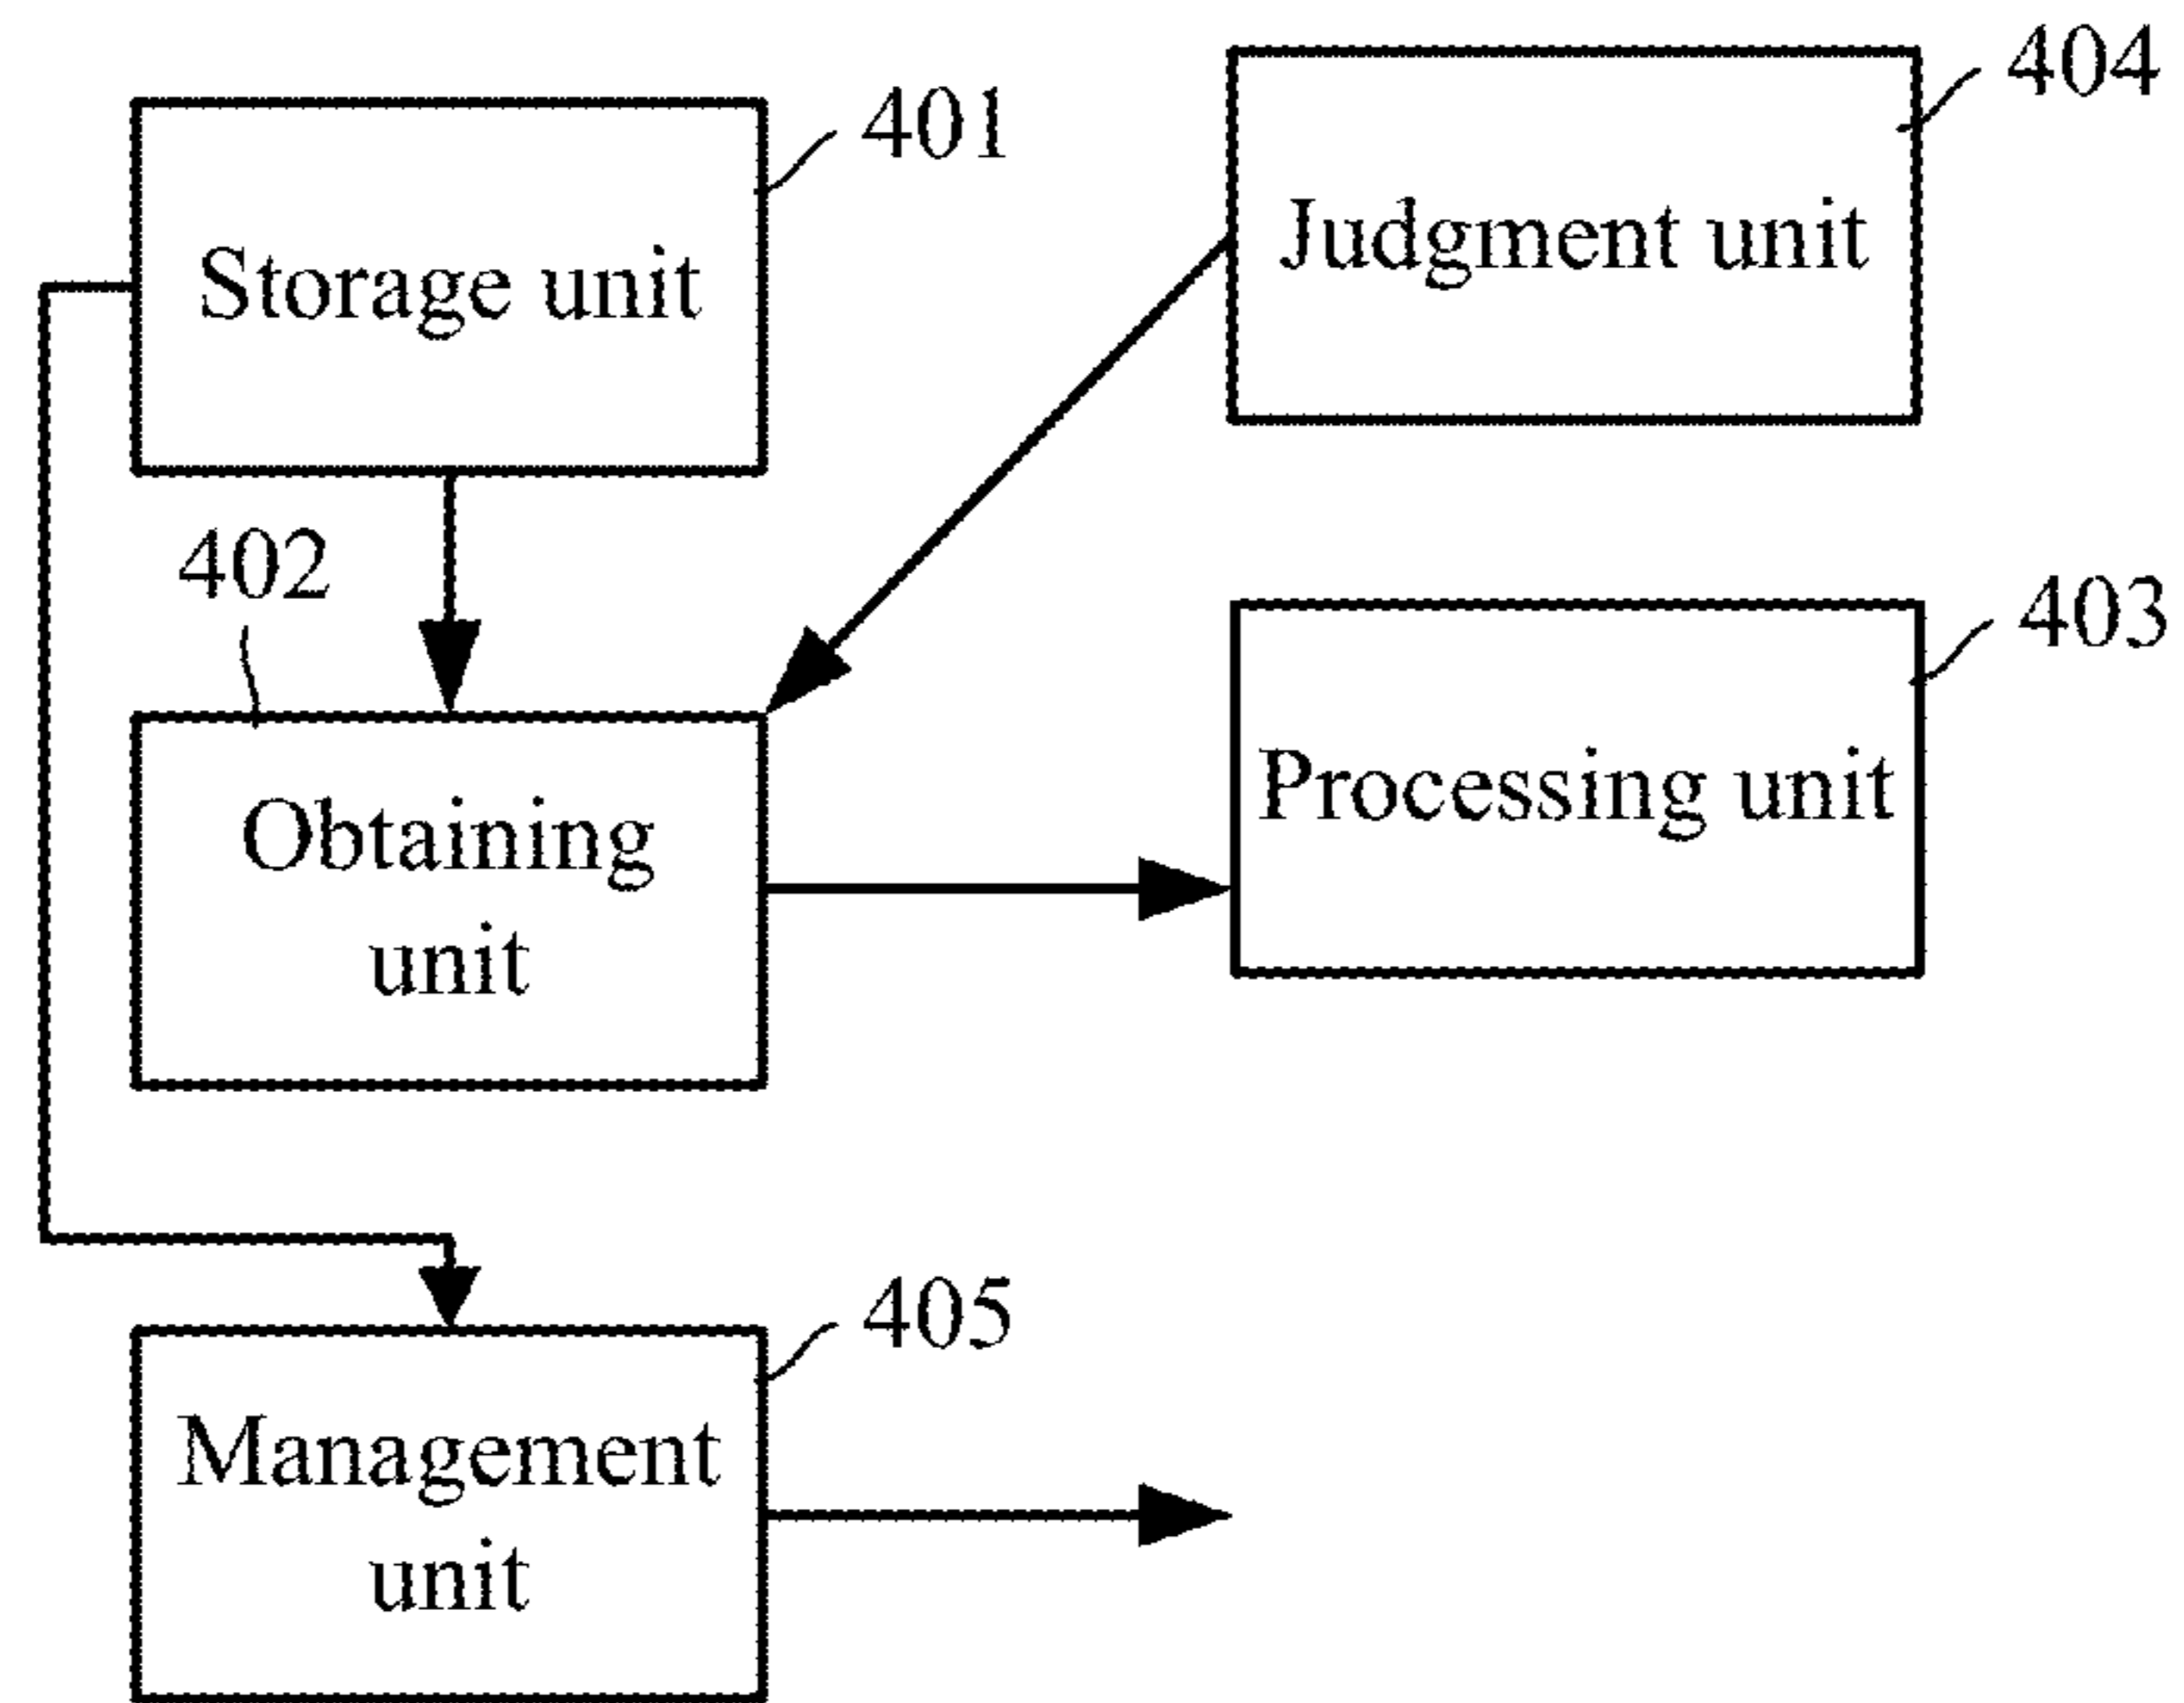 404
401
Judgment unit
Storage unit
402
403
Processing unit
Obtaining
unit
405
Management
unit